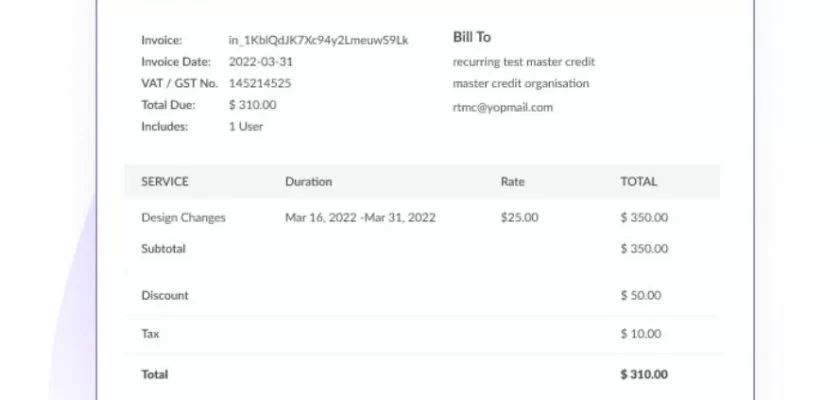 Invoice: in_1KblQdJK7Xc94y2LmeuwS9Lk
Invoice Date: 2022-03-31
VAT / GST No. 145214525
Total Due: $ 310.00
Includes: 1 User
Bill To
recurring test master credit
master credit organisation
rtmc@yopmail.com
SERVICE Duration Rate TOTAL
Design Changes Mar 16, 2022 -Mar 31, 2022 $25.00 $ 350.00
Subtotal $ 350.00
Discount $ 50.00
Tax $ 10.00
Total $ 310.00